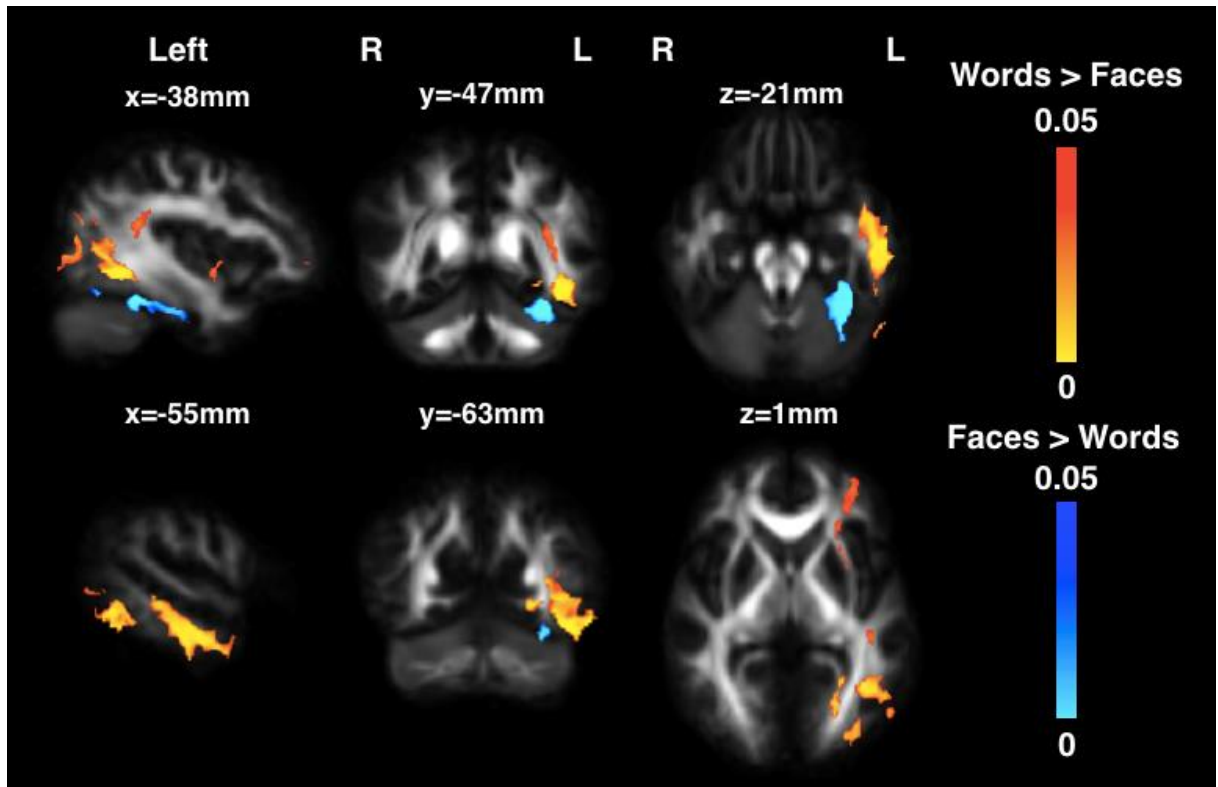 Left
R
L
R
L
x=-38mm
y=-47mm
z=-21mm
Words > Faces
0.05
0
x=-55mm
y=-63mm
z=1mm
Faces > Words
0.05
0